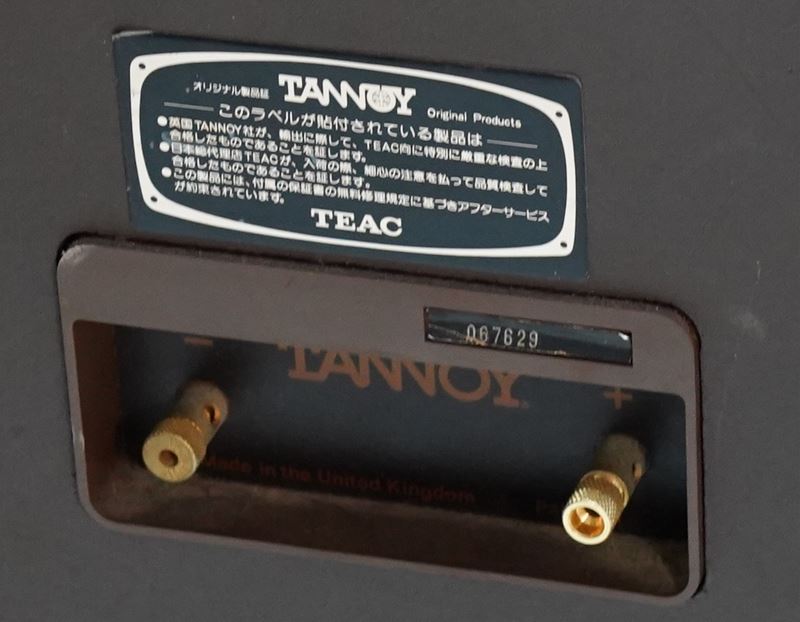 オリジナル製品証 TANNOY Original Products
このラベルが貼付されている製品は
●英国TANNOY社が、輸出に際して、TEAC向に特別に厳重な検査の上
合格したものであることを証します。
●日本総代理店TEACが、入荷の際、細心の注意を払って品質検査して
合格したものであることを証します。
●この製品には、付属の保証書の無料修理規定に基づきアフターサービス
が約束されています。
TEAC
067629
− TANNOY +
Made in the United Kingdom